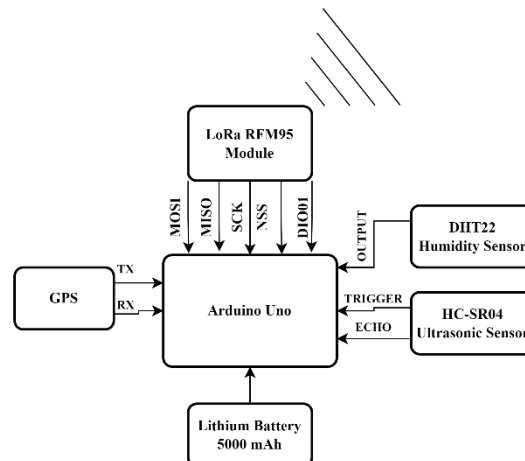 LoRa RFM95
Module
MOSI
MISO
SCK
NSS
DIO01
OUTPUT
DHT22
Humidity Sensor
TX
GPS
RX
Arduino Uno
TRIGGER
ECHO
HC-SR04
Ultrasonic Sensor
Lithium Battery
5000 mAh